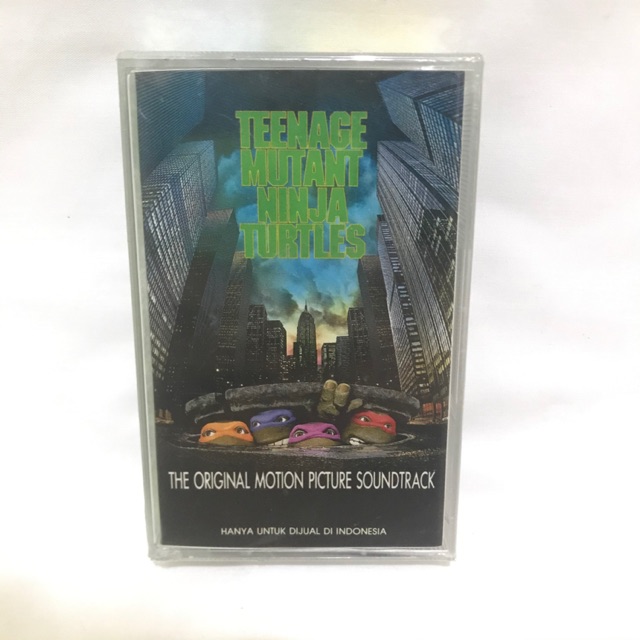 TEENAGE
MUTANT
NINJA
TURTLES
THE ORIGINAL MOTION PICTURE SOUNDTRACK
HANYA UNTUK DIJUAL DI INDONESIA